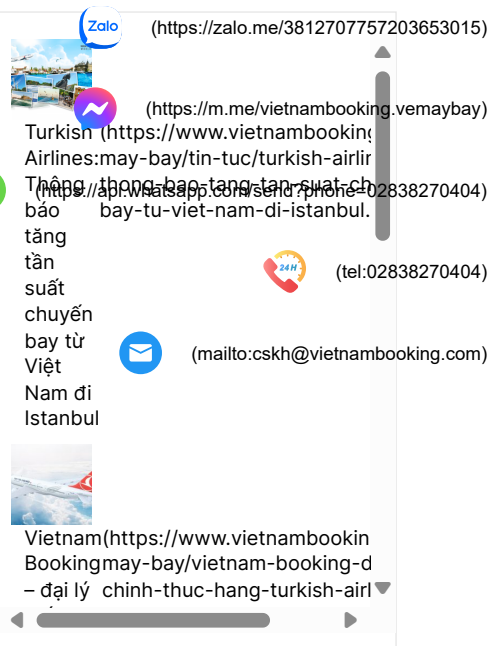 Zalo (https://zalo.me/3812707757203653015)
(https://m.me/vietnambooking.vemaybay)
Turkish (https://www.vietnambooking
Airlines:may-bay/tin-tuc/turkish-airlin
Thông thong-bao-tang-tan-suat-ch
(https://api.whatsapp.com/send?phone=02838270404)
báo bay-tu-viet-nam-di-istanbul.
tăng
tần
24H (tel:02838270404)
suất
chuyến
bay từ
(mailto:cskh@vietnambooking.com)
Việt
Nam đi
Istanbul
Vietnam(https://www.vietnambookin
Bookingmay-bay/vietnam-booking-d
– đại lý chinh-thuc-hang-turkish-airl